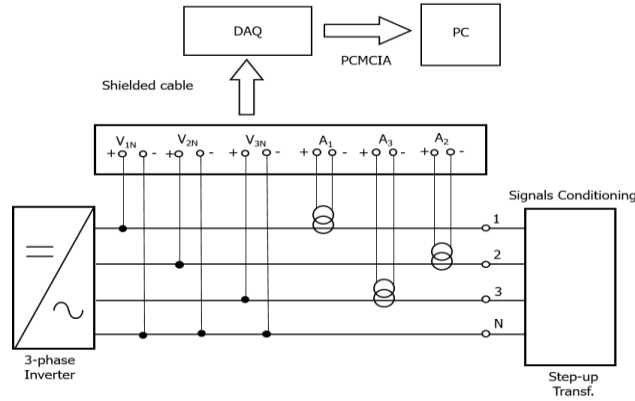 DAQ
PC
PCMCIA
Shielded cable
V1N V2N V3N A1 A3 A2
+ - + - + - + - + - + -
Signals Conditioning
1
2
3
N
3-phase
Inverter
Step-up
Transf.